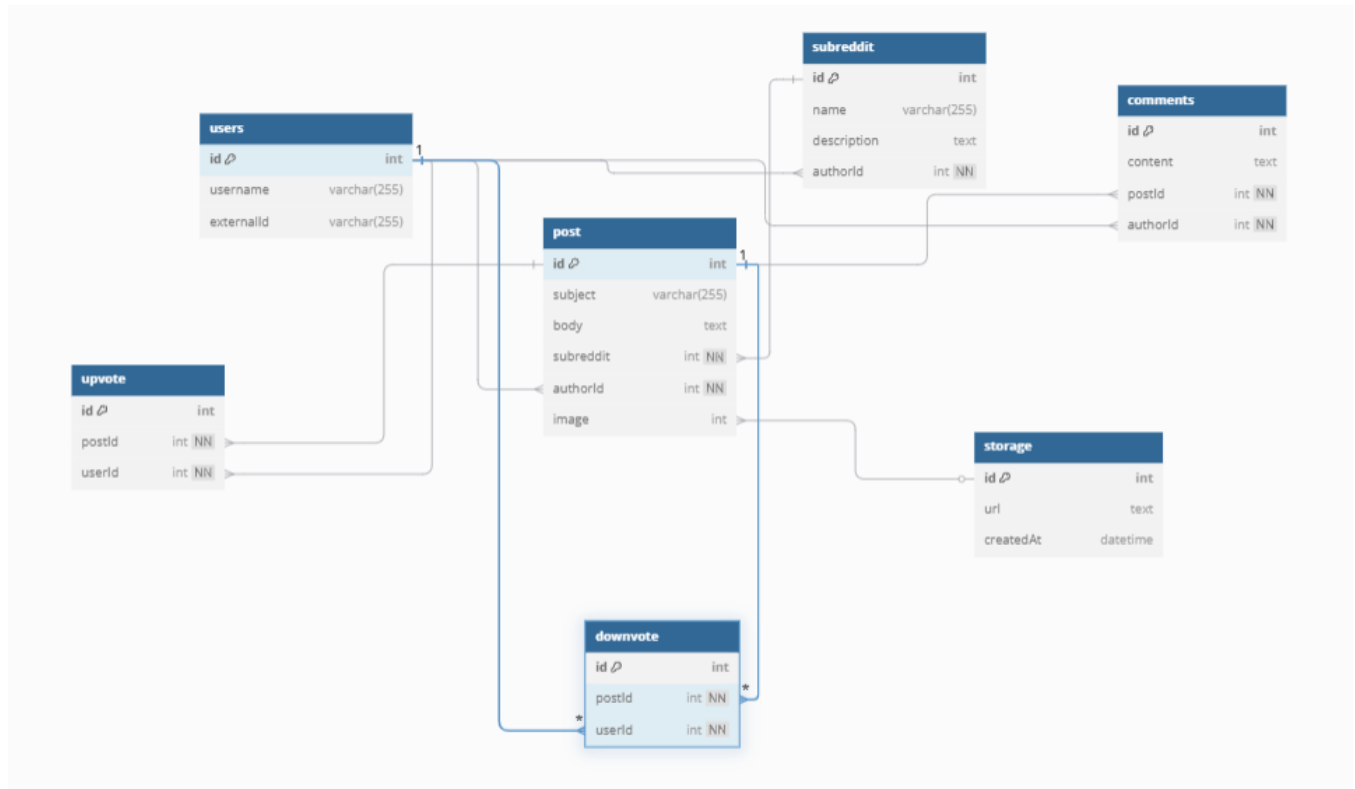 subreddit
id int
name varchar(255)
description text
authorId int NN
comments
id int
content text
postId int NN
authorId int NN
users
id int
username varchar(255)
externalId varchar(255)
1
post
id int
subject varchar(255)
body text
subreddit int NN
authorId int NN
image int
1
upvote
id int
postId int NN
userId int NN
storage
id int
url text
createdAt datetime
downvote
id int
postId int NN
*
userId int NN
*